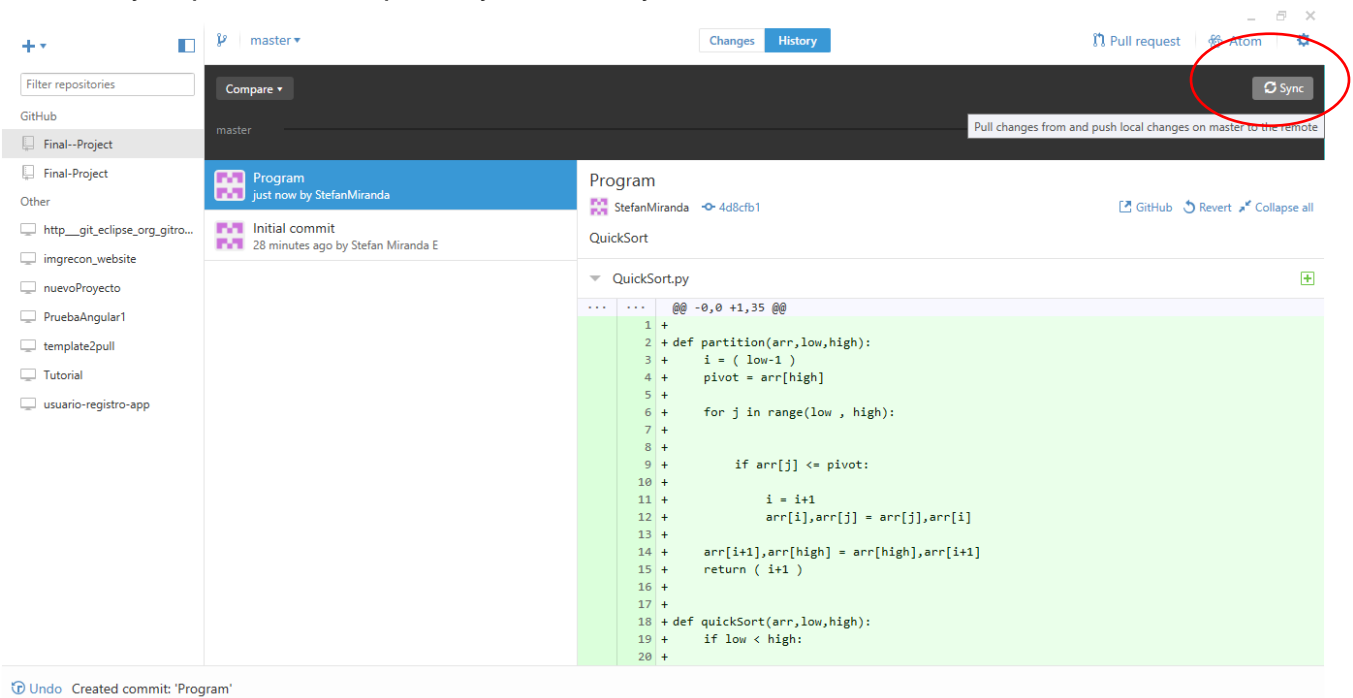 master
Changes History
Pull request
Atom
Filter repositories
GitHub
Final--Project
Final-Project
Other
http__git_eclipse_org_gitro...
imgrecon_website
nuevoProyecto
PruebaAngular1
template2pull
Tutorial
usuario-registro-app
Compare
Sync
master
Pull changes from and push local changes on master to the remote
Program
just now by StefanMiranda
Initial commit
28 minutes ago by Stefan Miranda E
Program
StefanMiranda 4d8cfb1
GitHub Revert Collapse all
QuickSort
QuickSort.py
... ... @@ -0,0 +1,35 @@
1 +
2 + def partition(arr,low,high):
3 + i = ( low-1 )
4 + pivot = arr[high]
5 +
6 + for j in range(low , high):
7 +
8 +
9 + if arr[j] <= pivot:
10 +
11 + i = i+1
12 + arr[i],arr[j] = arr[j],arr[i]
13 +
14 + arr[i+1],arr[high] = arr[high],arr[i+1]
15 + return ( i+1 )
16 +
17 +
18 + def quickSort(arr,low,high):
19 + if low < high:
20 +
Undo Created commit: 'Program'